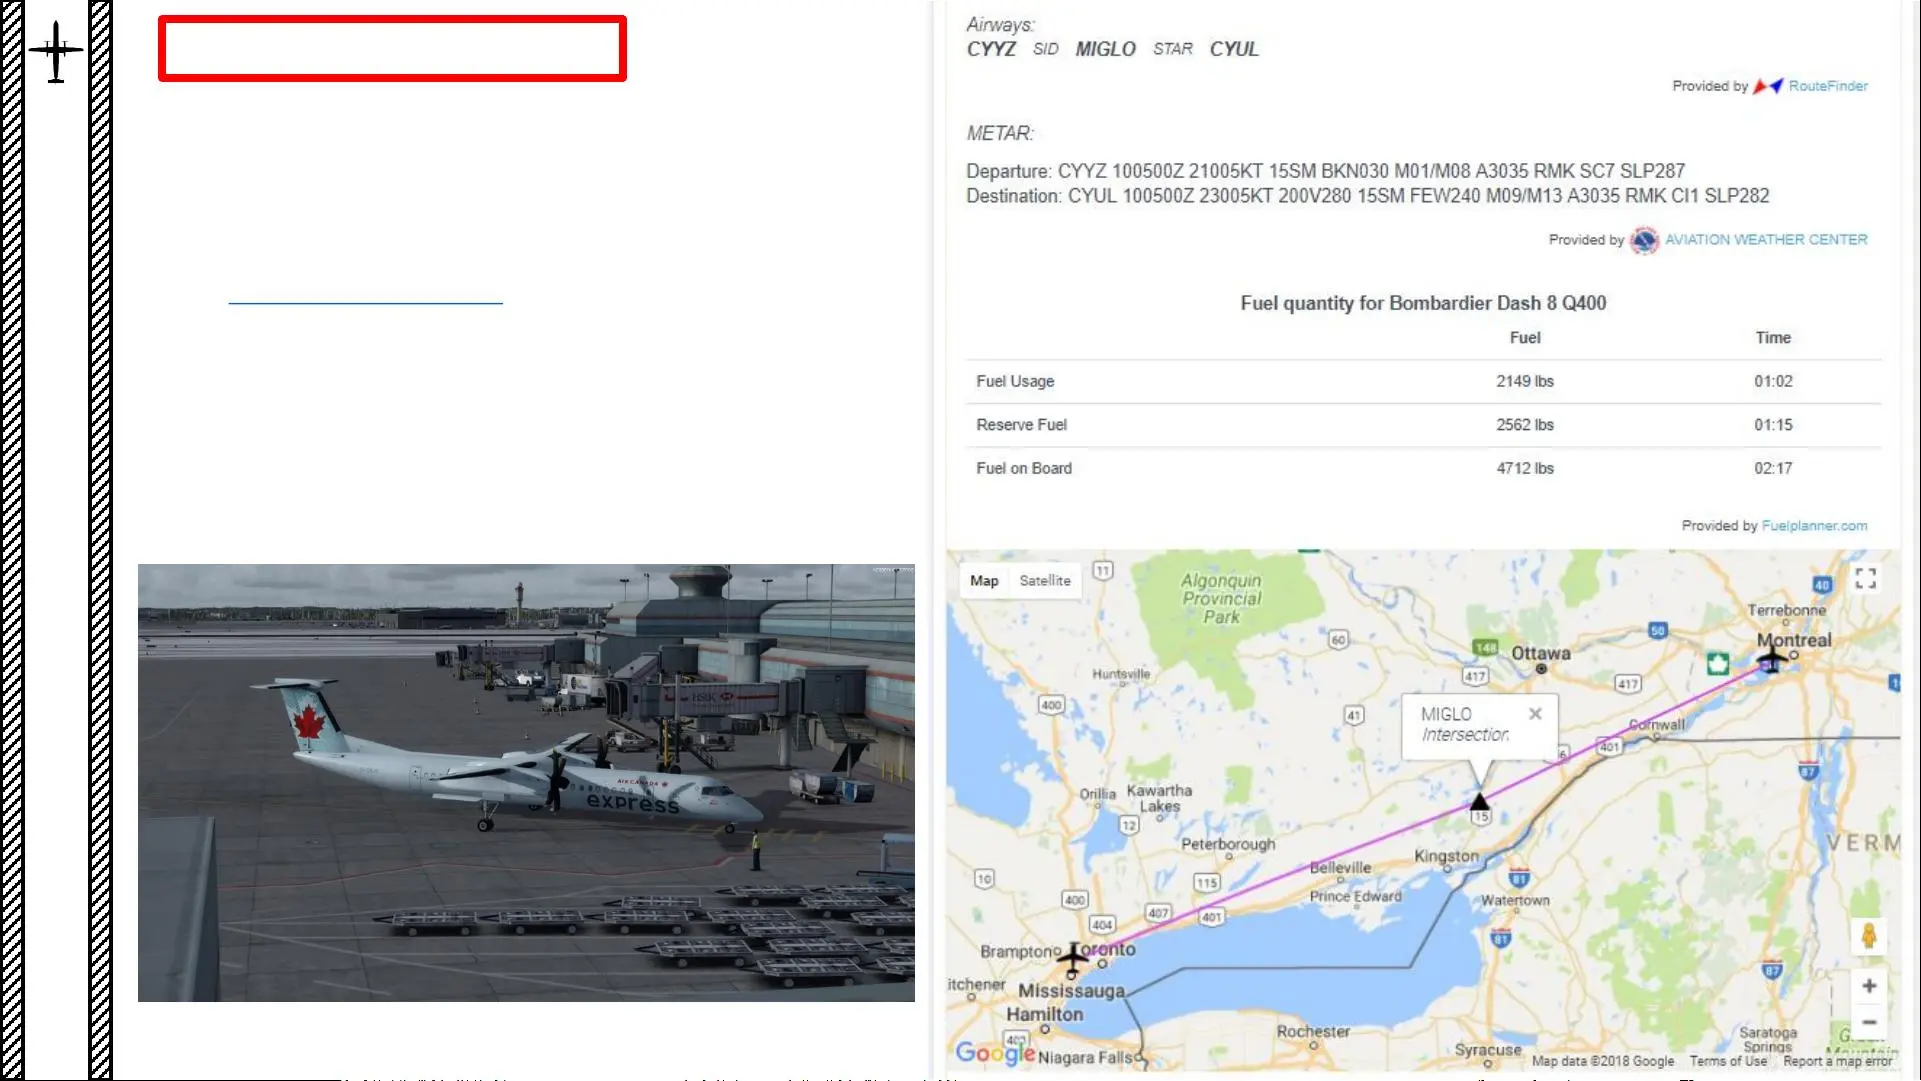 Airways:
CYYZ SID MIGLO STAR CYUL
Provided by RouteFinder
METAR:
Departure: CYYZ 100500Z 21005KT 15SM BKN030 M01/M08 A3035 RMK SC7 SLP287
Destination: CYUL 100500Z 23005KT 200V280 15SM FEW240 M09/M13 A3035 RMK CI1 SLP282
Provided by AVIATION WEATHER CENTER
Fuel quantity for Bombardier Dash 8 Q400
Fuel Time
Fuel Usage 2149 lbs 01:02
Reserve Fuel 2562 lbs 01:15
Fuel on Board 4712 lbs 02:17
Provided by Fuelplanner.com
Map Satellite
11
Algonquin
Provincial
Park
40
Terrebonne
50
60
148
Montreal
Ottawa
Huntsville
417
417
400
41
MIGLO
Intersection
Cornwall
401
87
Orillia
Kawartha
Lakes
15
12
VERM
Peterborough
Kingston
Belleville
10
115
81
Prince Edward
Watertown
400
407
401
404
81
Brampton
Toronto
87
itchener
Mississauga
Hamilton
Rochester
Saratoga
Springs
Syracuse
Google
Niagara Falls
Map data ©2018 Google Terms of Use Report a map error
AIR CANADA
express
HSBC